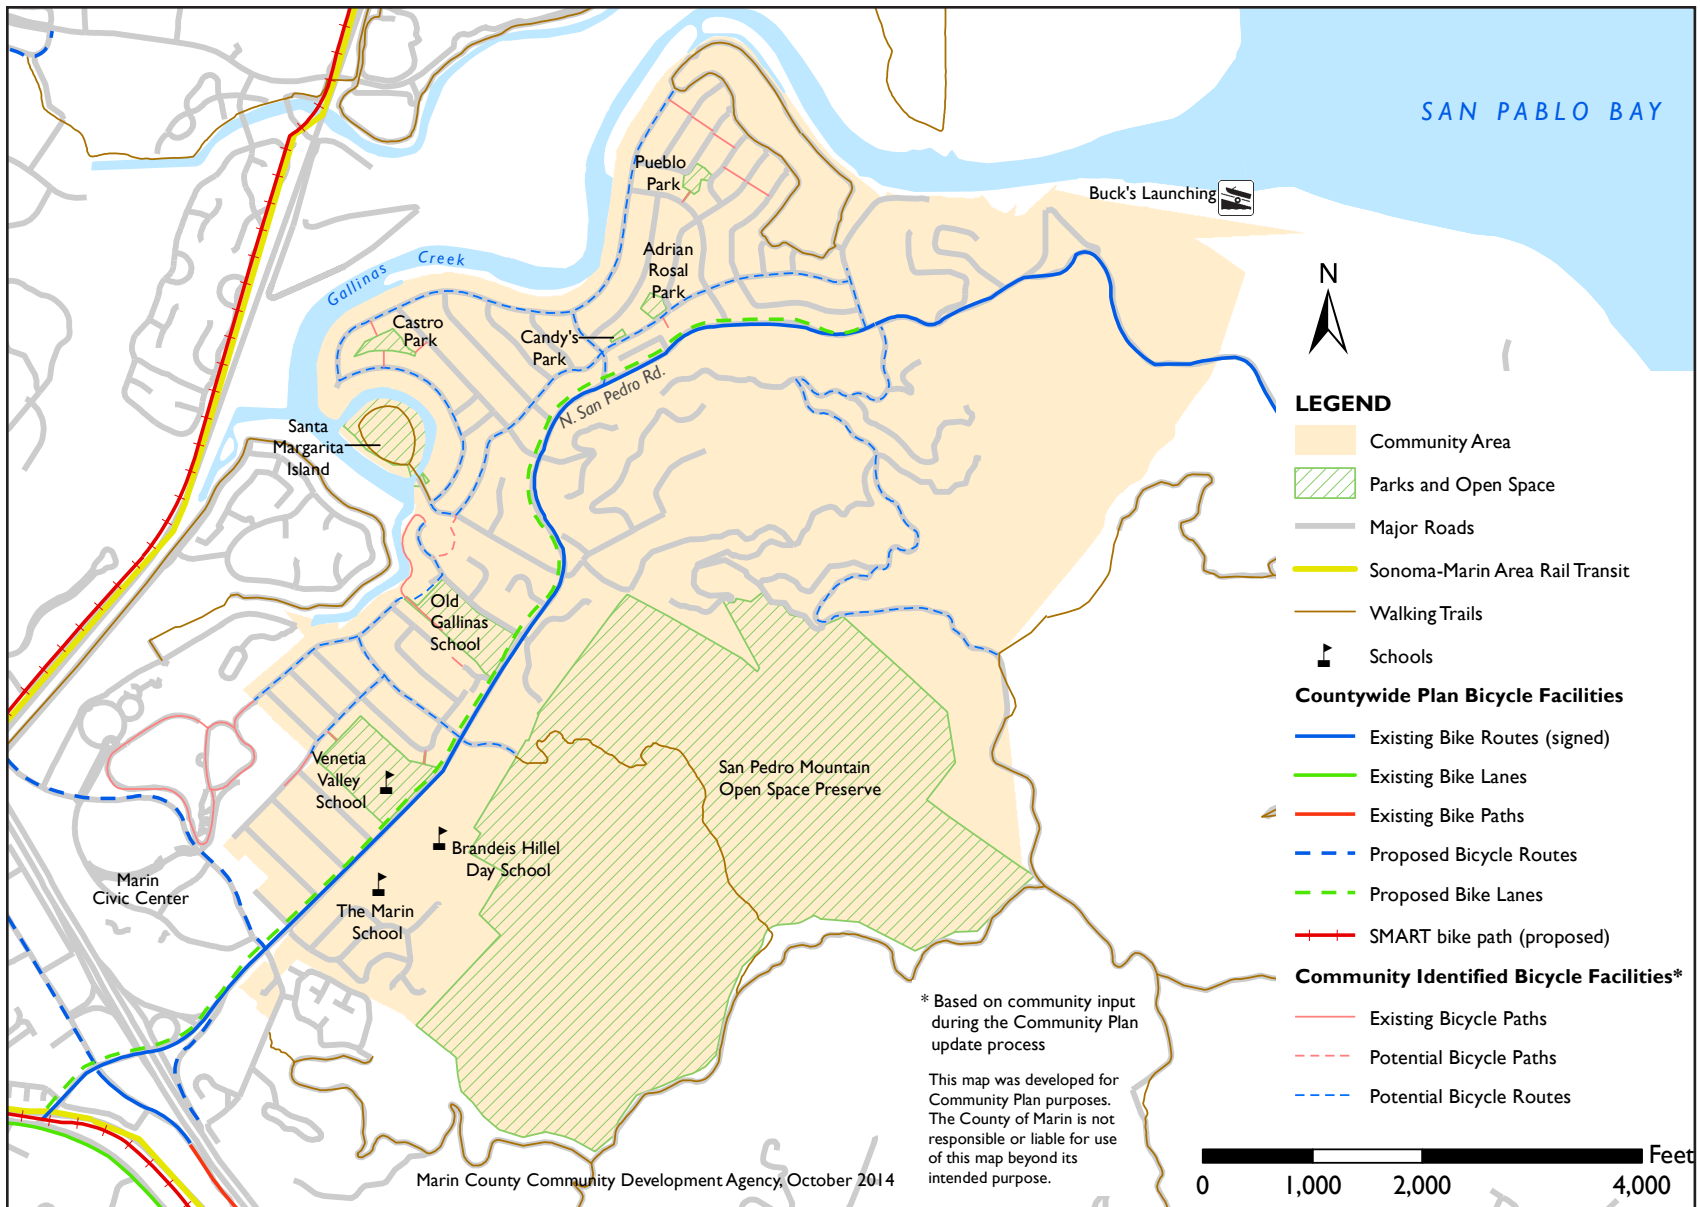 SAN PABLO BAY
Buck's Launching
Pueblo
Park
Adrian
Rosal
Park
Gallinas Creek
Castro
Park
Candy's
Park
N. San Pedro Rd.
Santa
Margarita
Island
Old
Gallinas
School
Venetia
Valley
School
San Pedro Mountain
Open Space Preserve
Brandeis Hillel
Day School
Marin
Civic Center
The Marin
School
N
LEGEND
Community Area
Parks and Open Space
Major Roads
Sonoma-Marin Area Rail Transit
Walking Trails
Schools
Countywide Plan Bicycle Facilities
Existing Bike Routes (signed)
Existing Bike Lanes
Existing Bike Paths
Proposed Bicycle Routes
Proposed Bike Lanes
SMART bike path (proposed)
Community Identified Bicycle Facilities*
Existing Bicycle Paths
Potential Bicycle Paths
Potential Bicycle Routes
* Based on community input
during the Community Plan
update process
This map was developed for
Community Plan purposes.
The County of Marin is not
responsible or liable for use
of this map beyond its
intended purpose.
Marin County Community Development Agency, October 2014
Feet
0 1,000 2,000 4,000